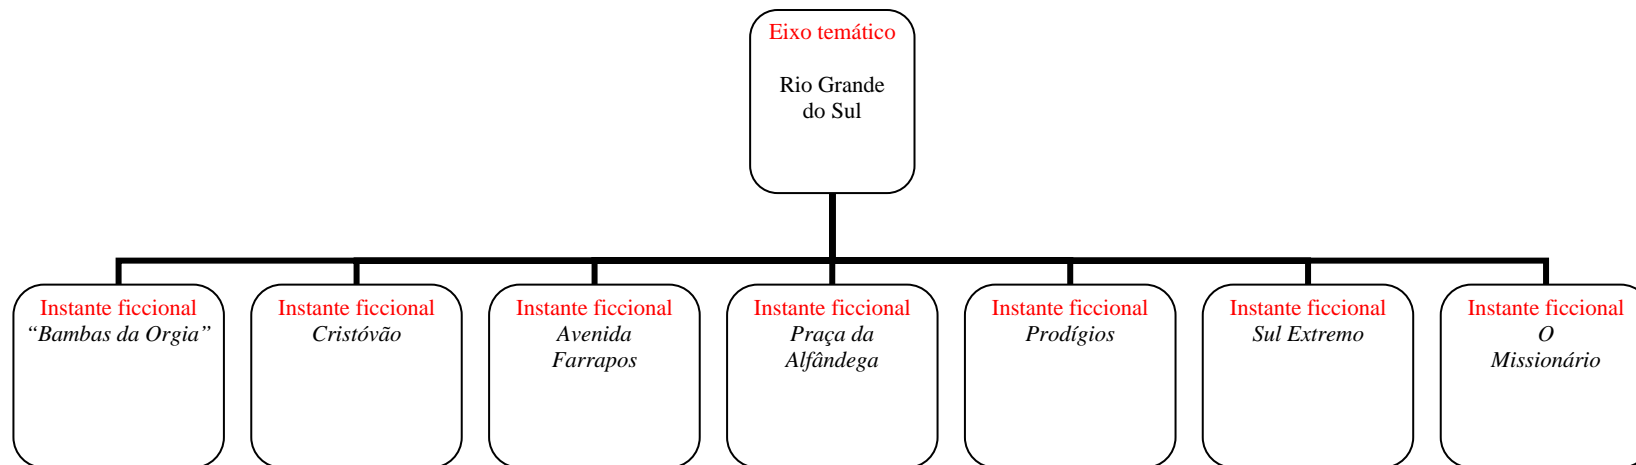 Eixo temático
Rio Grande
do Sul
Instante ficcional
“Bambas da Orgia”
Instante ficcional
Cristóvão
Instante ficcional
Avenida
Farrapos
Instante ficcional
Praça da
Alfândega
Instante ficcional
Prodígios
Instante ficcional
Sul Extremo
Instante ficcional
O
Missionário